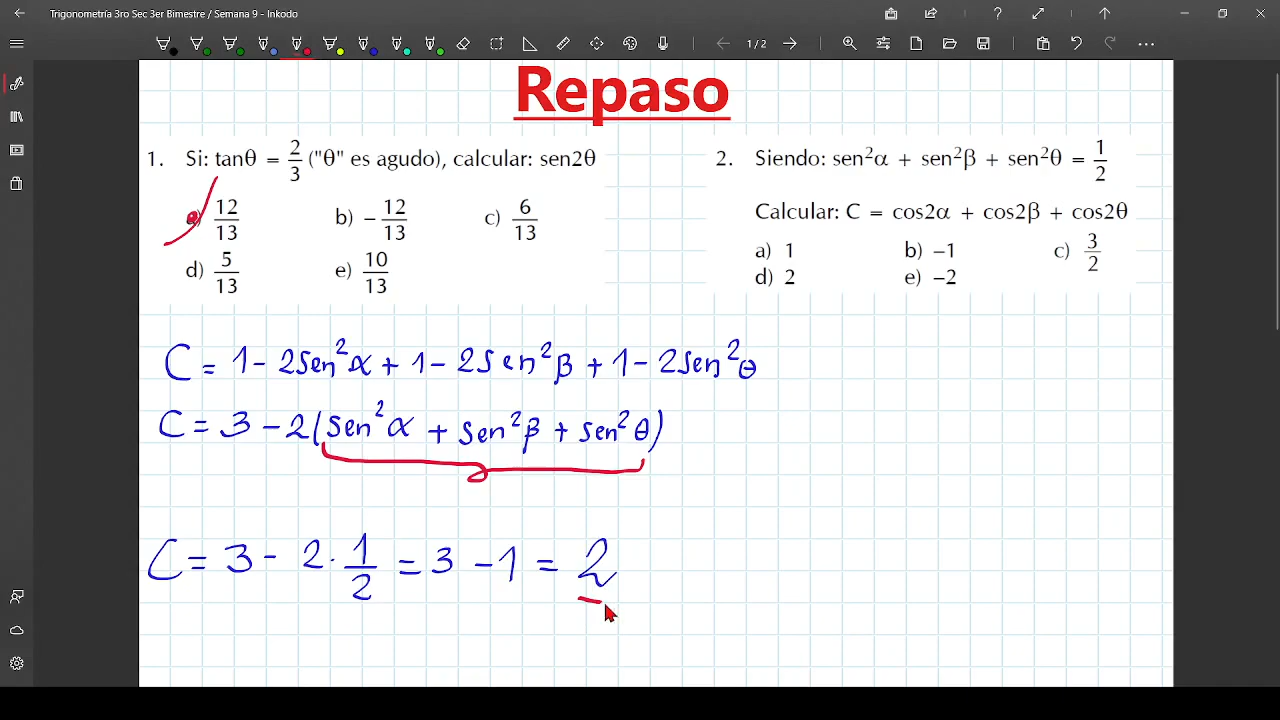 Trigonometría 3ro Sec 3er Bimestre / Semana 9 - Inkodo
1/2
Repaso
1. Si: tanθ = 2/3 ("θ" es agudo), calcular: sen2θ
a) 12/13 b) −12/13 c) 6/13
d) 5/13 e) 10/13
2. Siendo: sen²α + sen²β + sen²θ = 1/2
Calcular: C = cos2α + cos2β + cos2θ
a) 1 b) −1 c) 3/2
d) 2 e) −2
C = 1 - 2Sen²α + 1 - 2Sen²β + 1 - 2Sen²θ
C = 3 - 2(Sen²α + Sen²β + Sen²θ)
C = 3 - 2·1/2 = 3 - 1 = 2